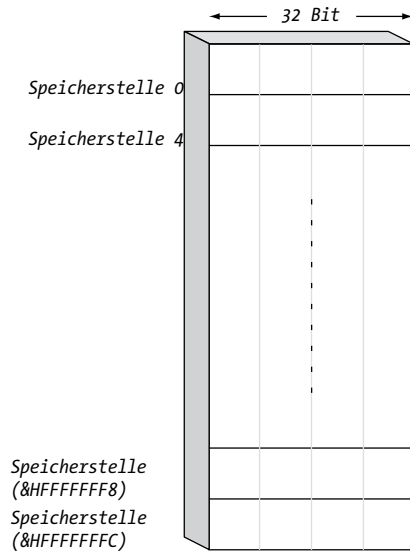 32 Bit
Speicherstelle 0
Speicherstelle 4
Speicherstelle
(&HFFFFFFF8)
Speicherstelle
(&HFFFFFFFC)